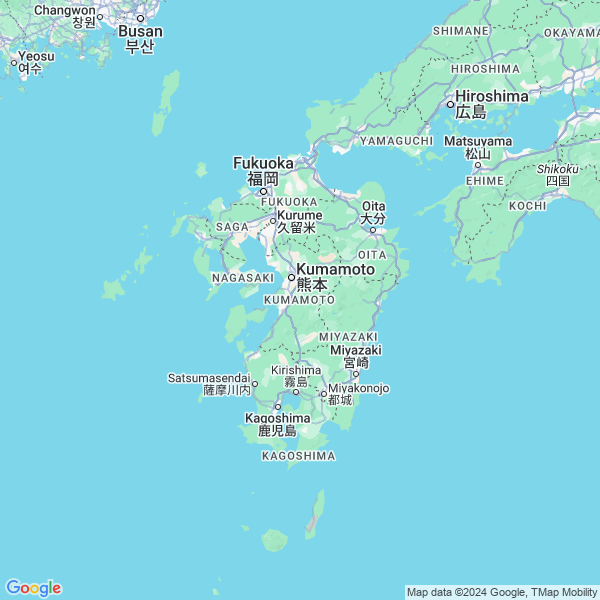 Changwon
창원
Busan
부산
Yeosu
여수
SHIMANE
OKAYAMA
HIROSHIMA
Hiroshima
広島
YAMAGUCHI
Matsuyama
松山
EHIME
Shikoku
四国
KOCHI
Fukuoka
福岡
FUKUOKA
Kurume
久留米
SAGA
Oita
大分
OITA
NAGASAKI
Kumamoto
熊本
KUMAMOTO
MIYAZAKI
Miyazaki
宮崎
Kirishima
霧島
Satsumasendai
薩摩川内
Miyakonojo
都城
Kagoshima
鹿児島
KAGOSHIMA
Google
Map data ©2024 Google, TMap Mobility